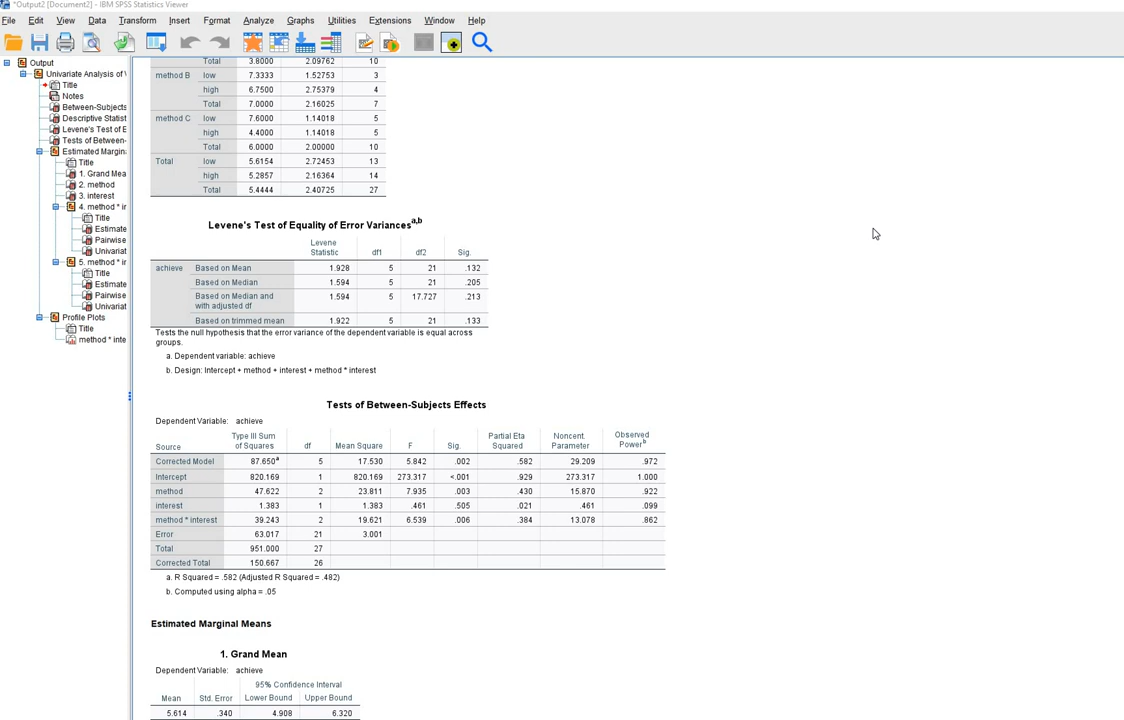 *Output2 [Document2] - IBM SPSS Statistics Viewer
File Edit View Data Transform Insert Format Analyze Graphs Utilities Extensions Window Help
Output
Univariate Analysis of V
Title
Notes
Between-Subjects
Descriptive Statist
Levene's Test of E
Tests of Between-
Estimated Margin
Title
1. Grand Mea
2. method
3. interest
4. method * ir
Title
Estimate
Pairwise
Univariat
5. method * ir
Title
Estimate
Pairwise
Univariat
Profile Plots
Title
method * inte
Total 3.8000 2.09762 10
method B low 7.3333 1.52753 3
high 6.7500 2.75379 4
Total 7.0000 2.16025 7
method C low 7.6000 1.14018 5
high 4.4000 1.14018 5
Total 6.0000 2.00000 10
Total low 5.6154 2.72453 13
high 5.2857 2.16364 14
Total 5.4444 2.40725 27
Levene's Test of Equality of Error Variances a,b
Levene Statistic df1 df2 Sig.
achieve Based on Mean 1.928 5 21 .132
Based on Median 1.594 5 21 .205
Based on Median and with adjusted df 1.594 5 17.727 .213
Based on trimmed mean 1.922 5 21 .133
Tests the null hypothesis that the error variance of the dependent variable is equal across
groups.
a. Dependent variable: achieve
b. Design: Intercept + method + interest + method * interest
Tests of Between-Subjects Effects
Dependent Variable: achieve
Source Type III Sum of Squares df Mean Square F Sig. Partial Eta Squared Noncent. Parameter Observed Power b
Corrected Model 87.650 a 5 17.530 5.842 .002 .582 29.209 .972
Intercept 820.169 1 820.169 273.317 <.001 .929 273.317 1.000
method 47.622 2 23.811 7.935 .003 .430 15.870 .922
interest 1.383 1 1.383 .461 .505 .021 .461 .099
method * interest 39.243 2 19.621 6.539 .006 .384 13.078 .862
Error 63.017 21 3.001
Total 951.000 27
Corrected Total 150.667 26
a. R Squared = .582 (Adjusted R Squared = .482)
b. Computed using alpha = .05
Estimated Marginal Means
1. Grand Mean
Dependent Variable: achieve
95% Confidence Interval
Mean Std. Error Lower Bound Upper Bound
5.614 .340 4.908 6.320